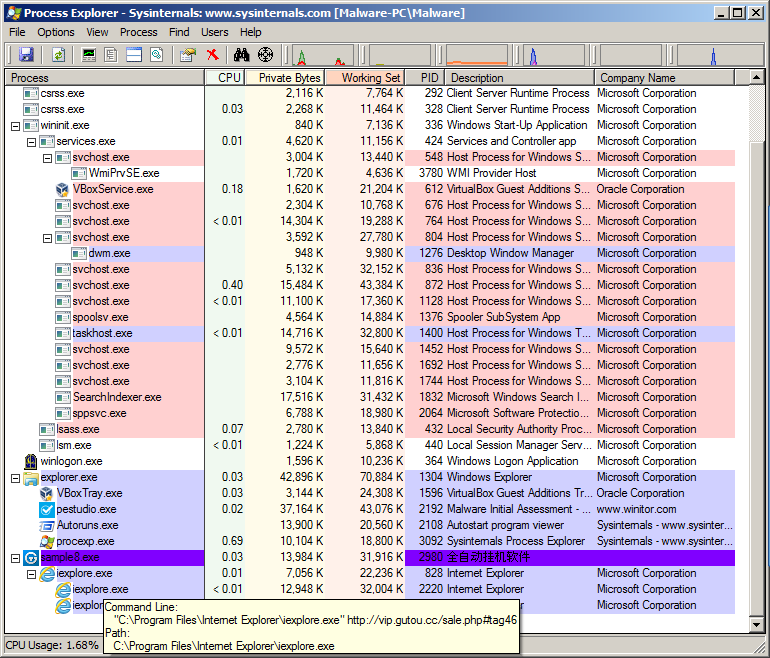 Process Explorer - Sysinternals: www.sysinternals.com [Malware-PC\Malware]
File Options View Process Find Users Help
Process CPU Private Bytes Working Set PID Description Company Name
csrss.exe 2,116 K 7,764 K 292 Client Server Runtime Process Microsoft Corporation
csrss.exe 0.03 2,268 K 11,464 K 328 Client Server Runtime Process Microsoft Corporation
wininit.exe 840 K 7,136 K 336 Windows Start-Up Application Microsoft Corporation
services.exe 0.01 4,620 K 11,156 K 424 Services and Controller app Microsoft Corporation
svchost.exe 3,004 K 13,440 K 548 Host Process for Windows S... Microsoft Corporation
WmiPrvSE.exe 1,720 K 4,636 K 3780 WMI Provider Host Microsoft Corporation
VBoxService.exe 0.18 1,620 K 21,204 K 612 VirtualBox Guest Additions S... Oracle Corporation
svchost.exe 2,304 K 10,768 K 676 Host Process for Windows S... Microsoft Corporation
svchost.exe < 0.01 14,304 K 19,288 K 764 Host Process for Windows S... Microsoft Corporation
svchost.exe 3,592 K 27,780 K 804 Host Process for Windows S... Microsoft Corporation
dwm.exe 948 K 9,980 K 1276 Desktop Window Manager Microsoft Corporation
svchost.exe 5,132 K 32,152 K 836 Host Process for Windows S... Microsoft Corporation
svchost.exe 0.40 15,484 K 43,384 K 872 Host Process for Windows S... Microsoft Corporation
svchost.exe < 0.01 11,100 K 17,360 K 1128 Host Process for Windows S... Microsoft Corporation
spoolsv.exe 4,564 K 14,884 K 1376 Spooler SubSystem App Microsoft Corporation
taskhost.exe < 0.01 14,716 K 32,800 K 1400 Host Process for Windows T... Microsoft Corporation
svchost.exe 9,572 K 15,640 K 1452 Host Process for Windows S... Microsoft Corporation
svchost.exe 2,776 K 11,656 K 1692 Host Process for Windows S... Microsoft Corporation
svchost.exe 3,104 K 11,816 K 1744 Host Process for Windows S... Microsoft Corporation
SearchIndexer.exe 17,516 K 31,432 K 1832 Microsoft Windows Search I... Microsoft Corporation
sppsvc.exe 6,788 K 18,980 K 2064 Microsoft Software Protectio... Microsoft Corporation
lsass.exe 0.07 2,780 K 13,840 K 432 Local Security Authority Proc... Microsoft Corporation
lsm.exe < 0.01 1,224 K 5,868 K 440 Local Session Manager Serv... Microsoft Corporation
winlogon.exe 1,596 K 10,236 K 364 Windows Logon Application Microsoft Corporation
explorer.exe 0.03 42,896 K 70,884 K 1304 Windows Explorer Microsoft Corporation
VBoxTray.exe 0.03 3,144 K 24,308 K 1596 VirtualBox Guest Additions Tr... Oracle Corporation
pestudio.exe 0.02 37,164 K 43,076 K 2192 Malware Initial Assessment - ... www.winitor.com
Autoruns.exe 13,900 K 20,560 K 2108 Autostart program viewer Sysinternals - www.sysinter...
procexp.exe 0.69 10,104 K 18,800 K 3092 Sysinternals Process Explorer Sysinternals - www.sysinter...
sample8.exe 0.03 13,984 K 31,916 K 2980 全自动挂机软件
iexplore.exe 0.01 7,056 K 22,236 K 828 Internet Explorer Microsoft Corporation
iexplore.exe < 0.01 12,948 K 32,004 K 2220 Internet Explorer Microsoft Corporation
iexplor
Command Line:
"C:\Program Files\Internet Explorer\iexplore.exe" http://vip.gutou.cc/sale.php#tag46
Path:
C:\Program Files\Internet Explorer\iexplore.exe
CPU Usage: 1.68%